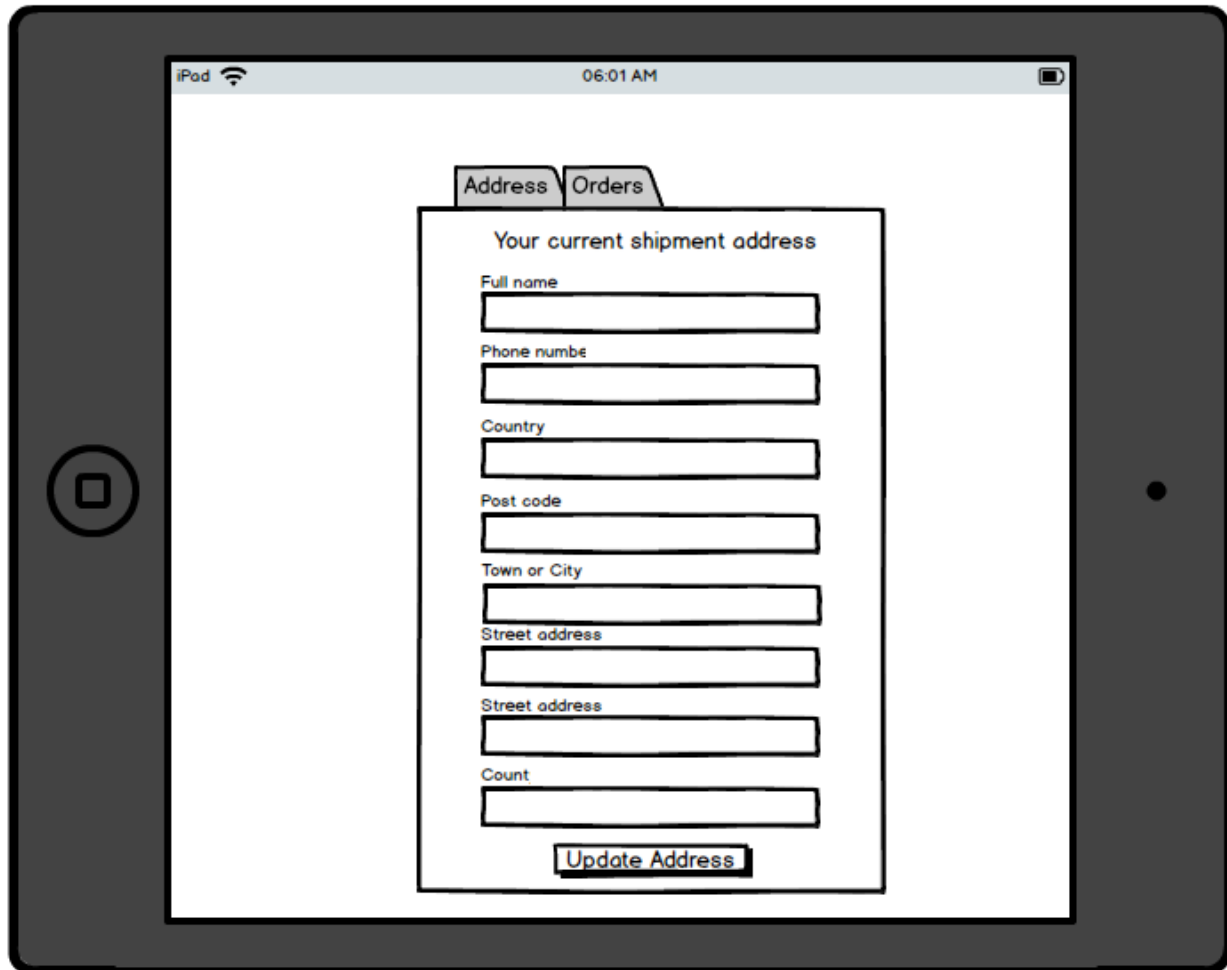 iPad 06:01 AM
Address Orders
Your current shipment address
Full name
Phone numbe
Country
Post code
Town or City
Street address
Street address
Count
Update Address